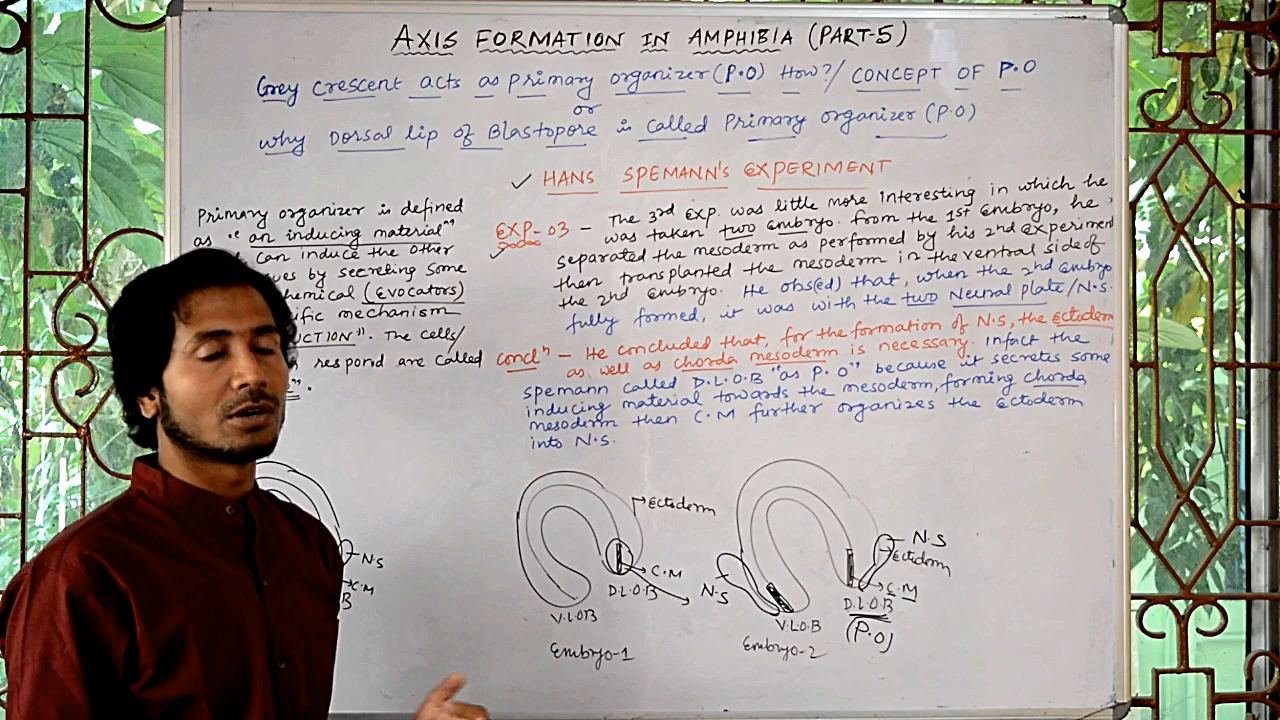 AXIS FORMATION IN AMPHIBIA (PART-5)
Grey crescent acts as primary organizer (P.O) How?/ CONCEPT OF P.O
or
why Dorsal lip of Blastopore is called Primary organizer (P.O)
✓ HANS SPEMANN'S EXPERIMENT
Primary organizer is defined
as "an inducing material"
can induce the other
by secreting some
hemical (EVOCATORS)
ific mechanism
UCTION". The cells/
respond are called
".
EXP-03 - The 3rd Exp. was little more interesting in which he
was taken two embryo. From the 1st Embryo, he
separated the mesoderm as performed by his 2nd experiment
then transplanted the mesoderm in the ventral side of
the 2nd embryo. He obs(ed) that, when the 2nd embryo
fully formed, it was with the two Neural plate/N.S.
concln - He concluded that, for the formation of N.S, the ectoderm
as well as chorda mesoderm is necessary. Infact the
spemann called D.L.O.B "as P.O" because it secretes some
inducing material towards the mesoderm, forming chorda
mesoderm then C.M further organizes the ectoderm
into N.S.
N.S
C.M
B
Ectoderm
C.M
D.L.O.B
V.L.O.B
Embryo-1
N.S
N.S
Ectoderm
C.M
D.L.O.B
(P.O)
V.L.O.B
Embryo-2